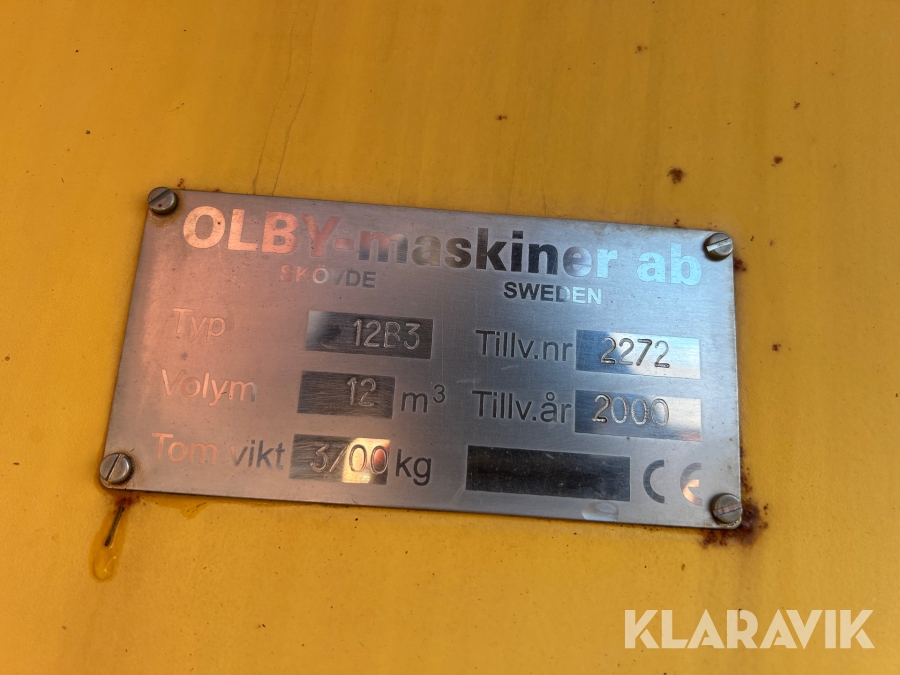 OLBY-maskiner ab
SKÖVDE SWEDEN
Typ 12B3 Tillv.nr 2272
Volym 12 m³ Tillv.år 2000
Tom vikt kg CE
KLARAVIK